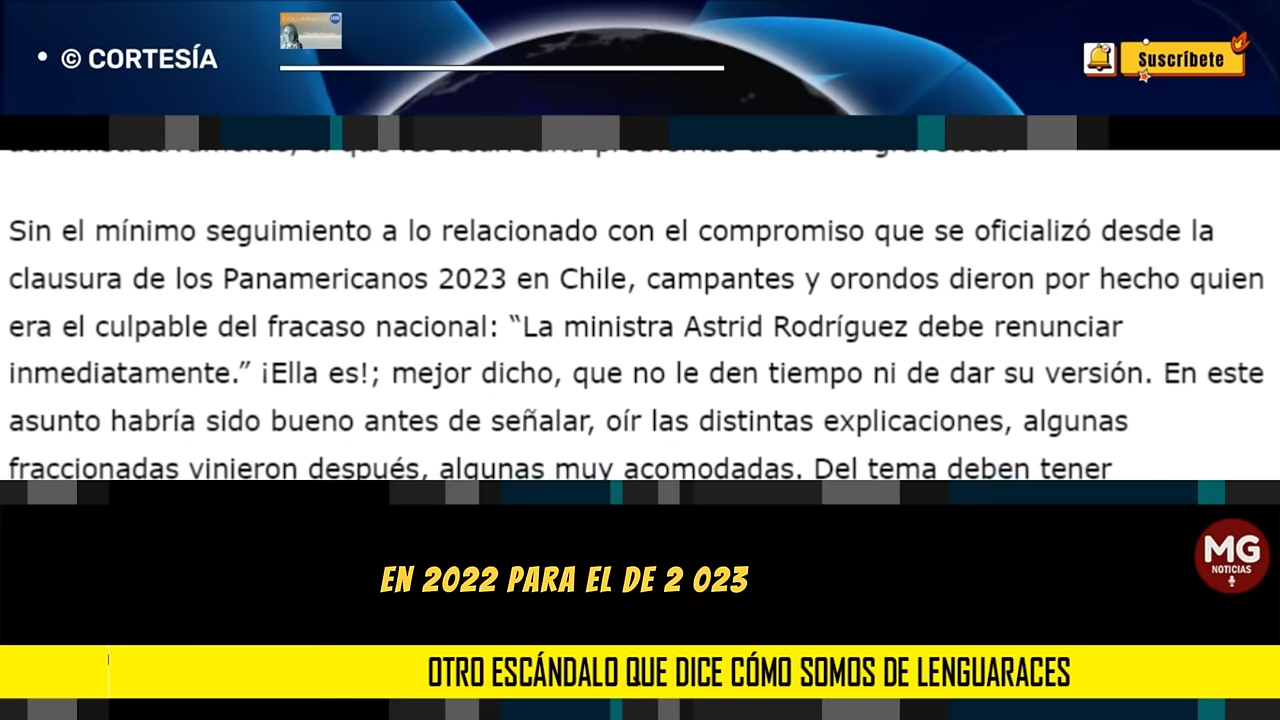 • © CORTESÍA
COLUMNISTA
Suscríbete
Sin el mínimo seguimiento a lo relacionado con el compromiso que se oficializó desde la
clausura de los Panamericanos 2023 en Chile, campantes y orondos dieron por hecho quien
era el culpable del fracaso nacional: “La ministra Astrid Rodríguez debe renunciar
inmediatamente.” ¡Ella es!; mejor dicho, que no le den tiempo ni de dar su versión. En este
asunto habría sido bueno antes de señalar, oír las distintas explicaciones, algunas
fraccionadas vinieron después, algunas muy acomodadas. Del tema deben tener
MG
NOTICIAS
EN 2022 PARA EL DE 2 023
OTRO ESCÁNDALO QUE DICE CÓMO SOMOS DE LENGUARACES